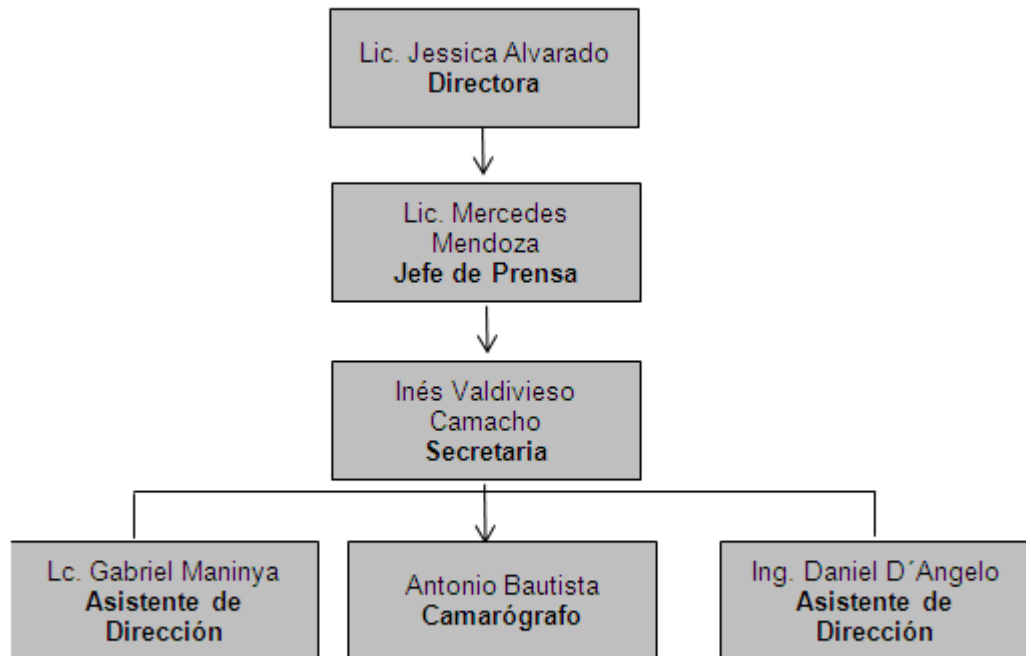 Lic. Jessica Alvarado
Directora
Lic. Mercedes
Mendoza
Jefe de Prensa
Inés Valdivieso
Camacho
Secretaria
Lc. Gabriel Maninya
Asistente de
Dirección
Antonio Bautista
Camarógrafo
Ing. Daniel D´Angelo
Asistente de
Dirección